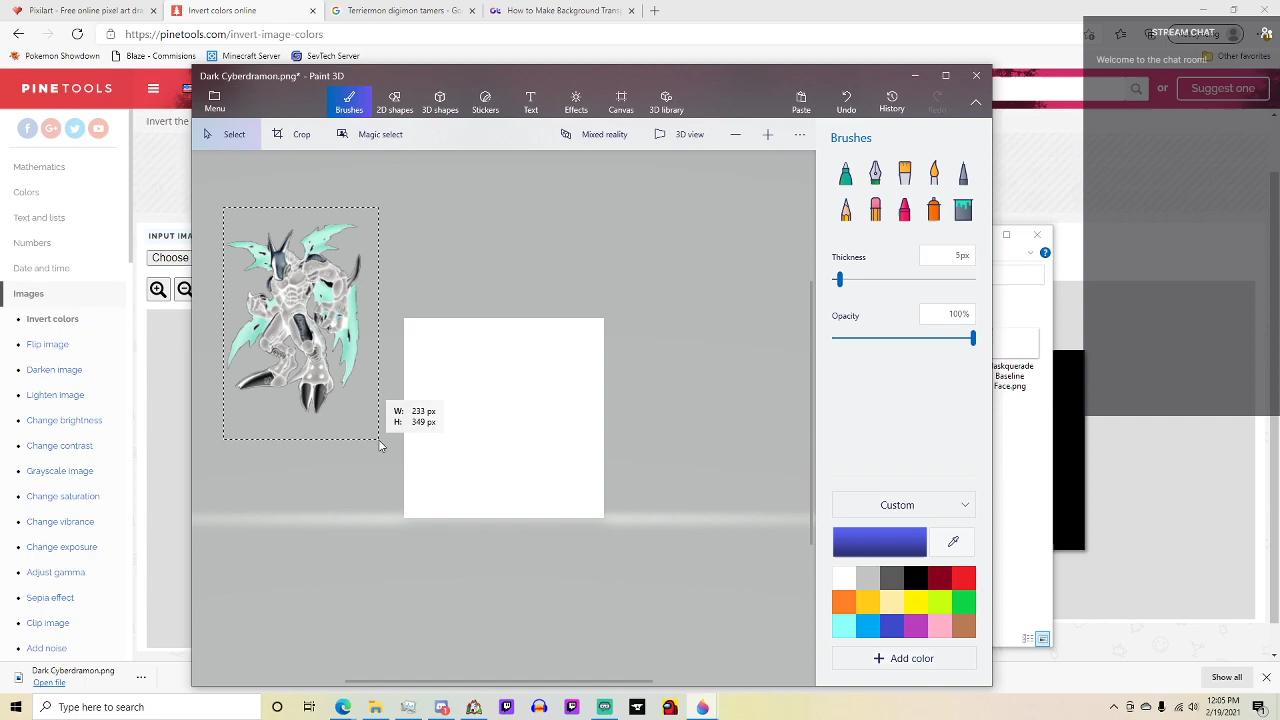 Pixilart - Free online pixel art dr
Invert colors online
Terriermon digimon tamers - Go
How to Make Background Trans
https://pinetools.com/invert-image-colors
STREAM CHAT
Pokemon Showdown
Blaze - Comissions
Minecraft Server
SevTech
Welcome to the chat room!
Other favorites
Dark Cyberdramon.png* - Paint 3D
PINETOOLS
or
Suggest one
Menu
Brushes
2D shapes
3D shapes
Stickers
Text
Effects
Canvas
3D library
Paste
Undo
History
Redo
Invert the
Select
Crop
Magic select
Mixed reality
3D view
Brushes
Mathematics
Colors
Text and lists
Numbers
Date and time
Images
Invert colors
Flip image
Darken image
Lighten image
Change brightness
Change contrast
Grayscale image
Change saturation
Change vibrance
Change exposure
Adjust gamma
Sepia effect
Clip image
Add noise
INPUT IMA
Choose
Thickness
5px
Opacity
100%
W: 233 px
H: 349 px
askquerade
Baseline
Face.png
Custom
Add color
Dark Cyberdramon.png
Open file
Show all
Type here to search
12:05 PM
2/19/2021